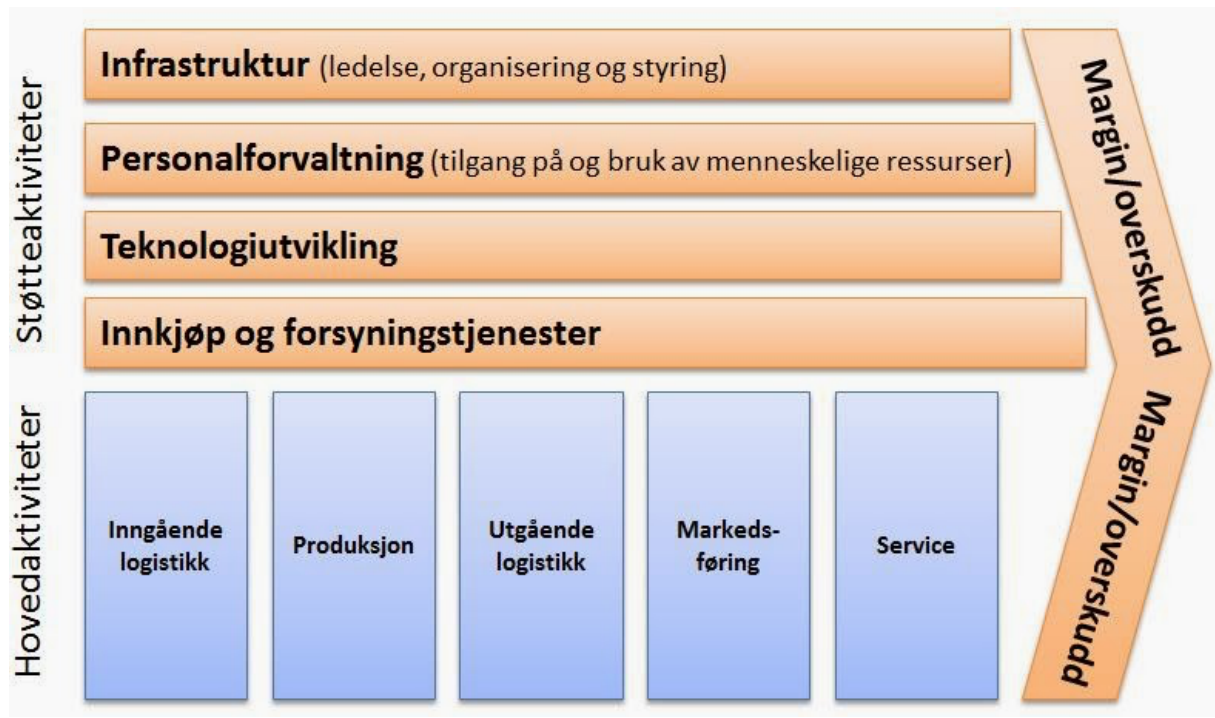 Støtteaktiviteter
Infrastruktur (ledelse, organisering og styring)
Personalforvaltning (tilgang på og bruk av menneskelige ressurser)
Teknologiutvikling
Innkjøp og forsyningstjenester
Margin/overskudd
Hovedaktiviteter
Inngående
logistikk
Produksjon
Utgående
logistikk
Markeds-
føring
Service
Margin/overskudd